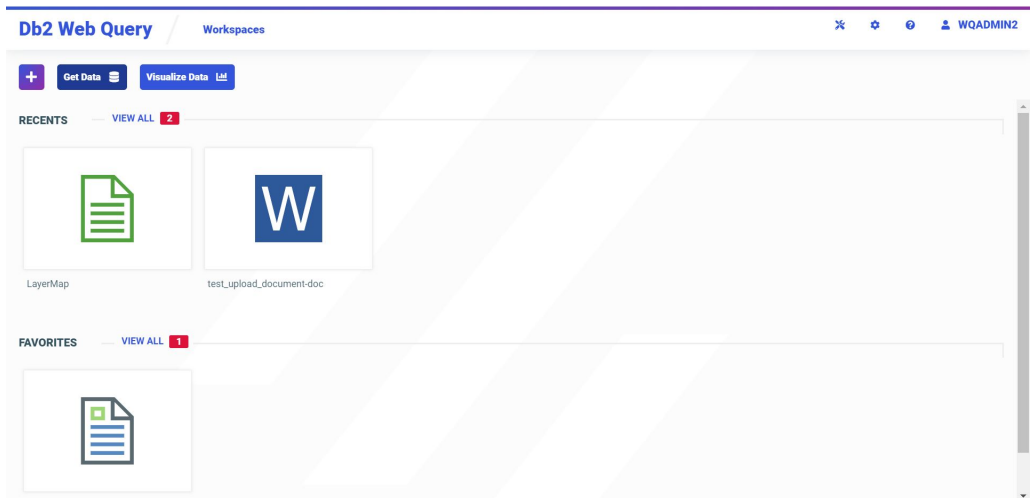 Db2 Web Query Workspaces WQADMIN2
Get Data Visualize Data
RECENTS VIEW ALL 2
W
LayerMap test_upload_document-doc
FAVORITES VIEW ALL 1